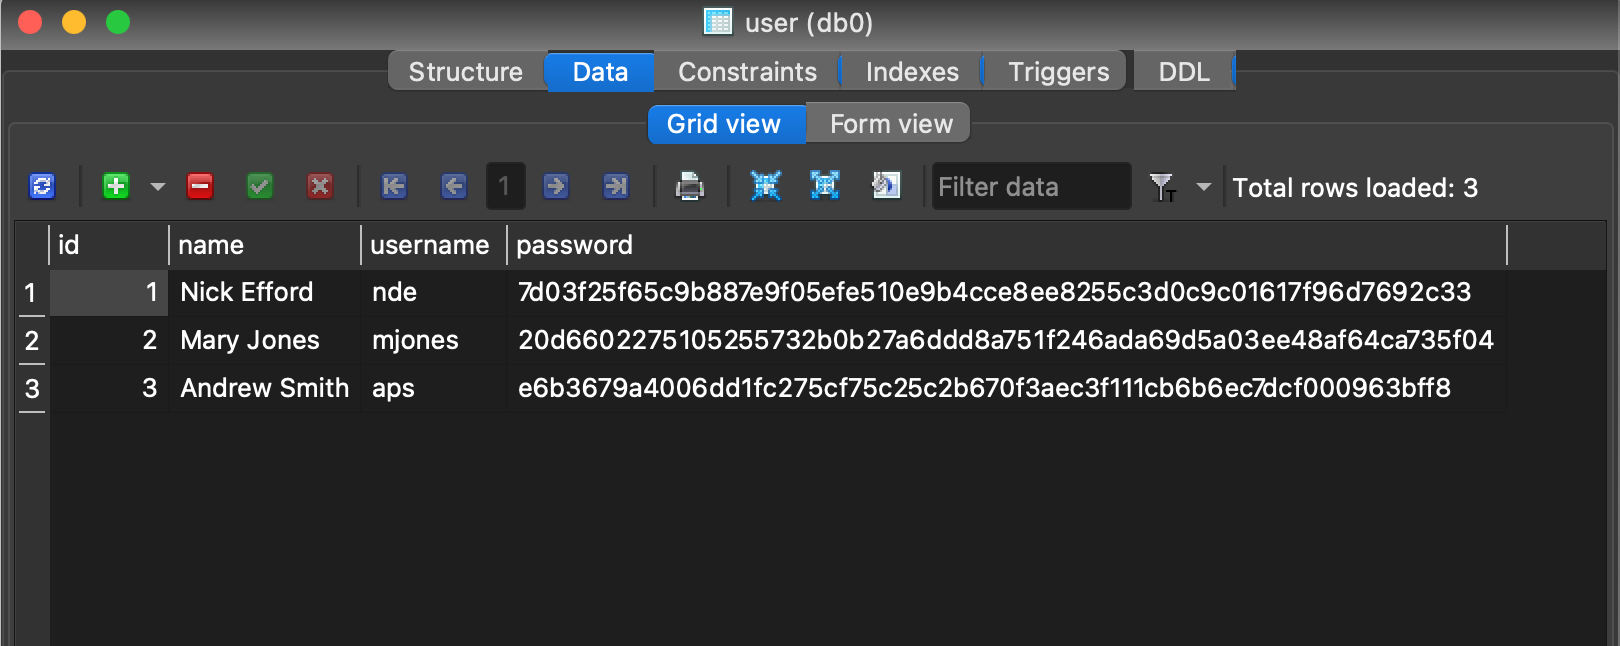 user (db0)
Structure Data Constraints Indexes Triggers DDL
Grid view Form view
1 Filter data Total rows loaded: 3
id name username password
1 1 Nick Efford nde 7d03f25f65c9b887e9f05efe510e9b4cce8ee8255c3d0c9c01617f96d7692c33
2 2 Mary Jones mjones 20d6602275105255732b0b27a6ddd8a751f246ada69d5a03ee48af64ca735f04
3 3 Andrew Smith aps e6b3679a4006dd1fc275cf75c25c2b670f3aec3f111cb6b6ec7dcf000963bff8